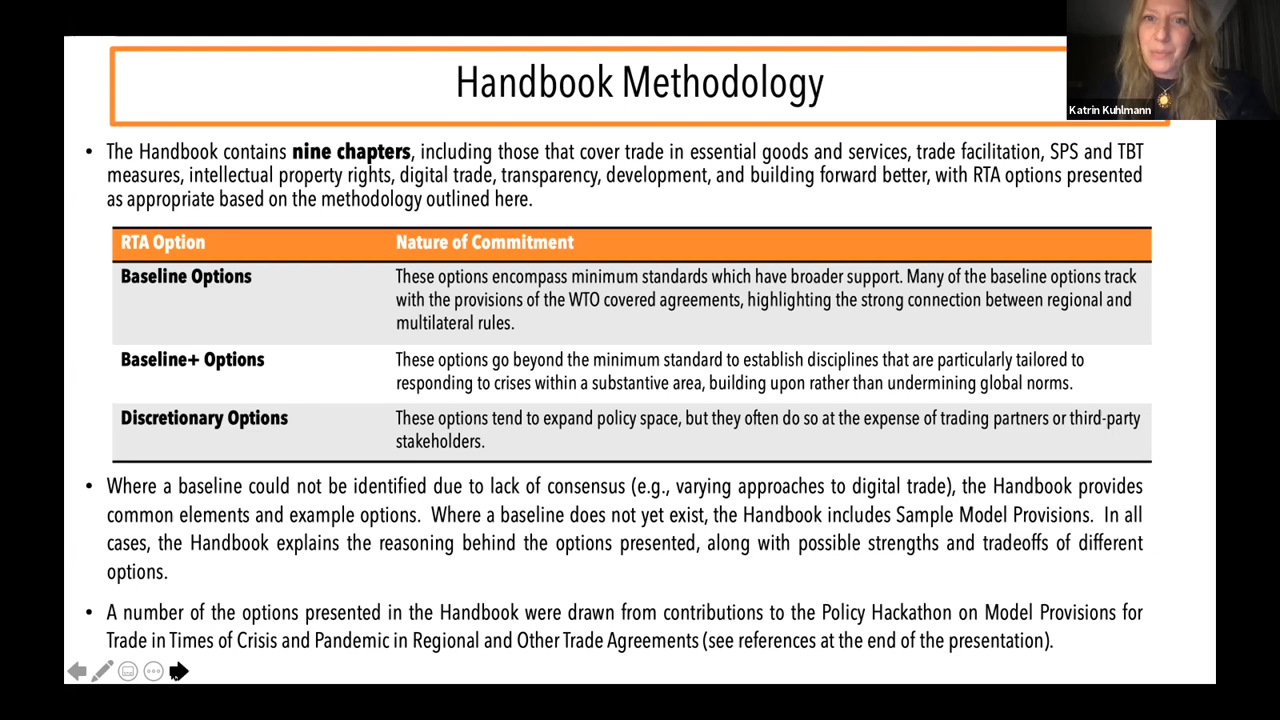 Handbook Methodology
Katrin Kuhlmann
• The Handbook contains nine chapters, including those that cover trade in essential goods and services, trade facilitation, SPS and TBT
measures, intellectual property rights, digital trade, transparency, development, and building forward better, with RTA options presented
as appropriate based on the methodology outlined here.
RTA Option Nature of Commitment
Baseline Options These options encompass minimum standards which have broader support. Many of the baseline options track
with the provisions of the WTO covered agreements, highlighting the strong connection between regional and
multilateral rules.
Baseline+ Options These options go beyond the minimum standard to establish disciplines that are particularly tailored to
responding to crises within a substantive area, building upon rather than undermining global norms.
Discretionary Options These options tend to expand policy space, but they often do so at the expense of trading partners or third-party
stakeholders.
• Where a baseline could not be identified due to lack of consensus (e.g., varying approaches to digital trade), the Handbook provides
common elements and example options. Where a baseline does not yet exist, the Handbook includes Sample Model Provisions. In all
cases, the Handbook explains the reasoning behind the options presented, along with possible strengths and tradeoffs of different
options.
• A number of the options presented in the Handbook were drawn from contributions to the Policy Hackathon on Model Provisions for
Trade in Times of Crisis and Pandemic in Regional and Other Trade Agreements (see references at the end of the presentation).